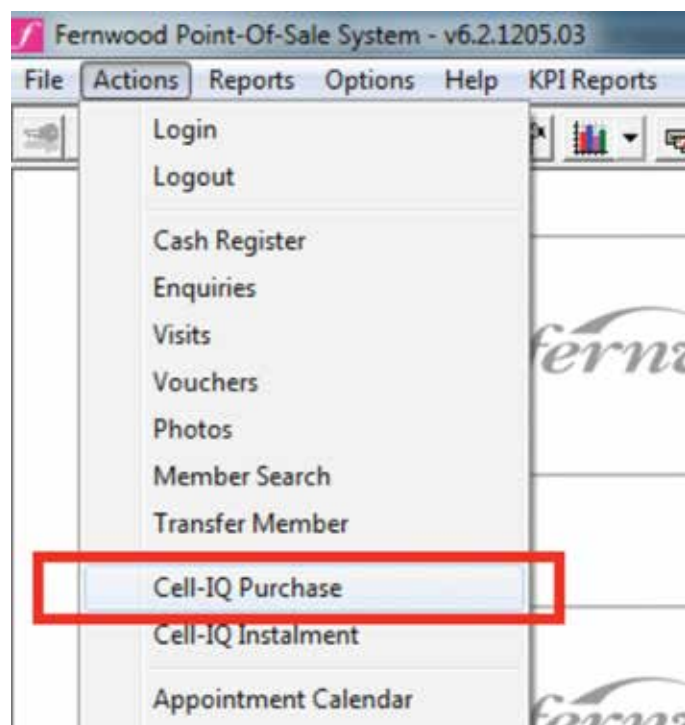 f Fernwood Point-Of-Sale System - v6.2.1205.03
File Actions Reports Options Help KPI Reports
Login
Logout
Cash Register
Enquiries
Visits
Vouchers
Photos
Member Search
Transfer Member
Cell-IQ Purchase
Cell-IQ Instalment
Appointment Calendar